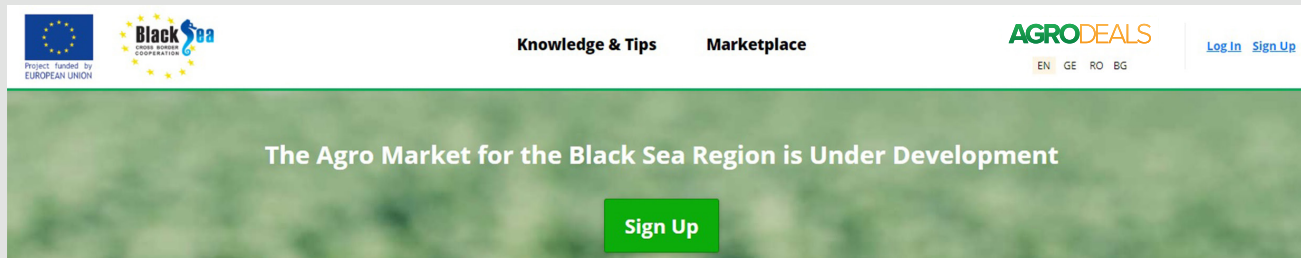 Project funded by
EUROPEAN UNION
Black Sea
CROSS BORDER
COOPERATION
Knowledge & Tips
Marketplace
AGRODEALS
EN GE RO BG
Log In Sign Up
The Agro Market for the Black Sea Region is Under Development
Sign Up